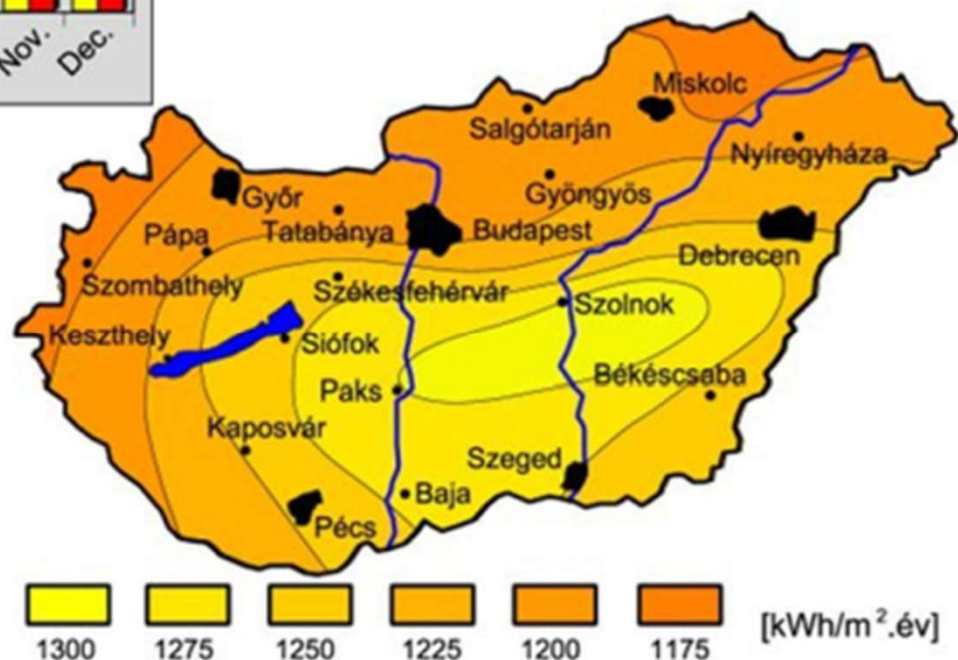 Nov. Dec.
Miskolc
Salgótarján
Nyíregyháza
Gyöngyös
Győr
Pápa Tatabánya Budapest
Debrecen
Szombathely Székesfehérvár
Szolnok
Keszthely Siófok
Paks Békéscsaba
Kaposvár
Szeged
Baja
Pécs
1300 1275 1250 1225 1200 1175 [kWh/m².év]